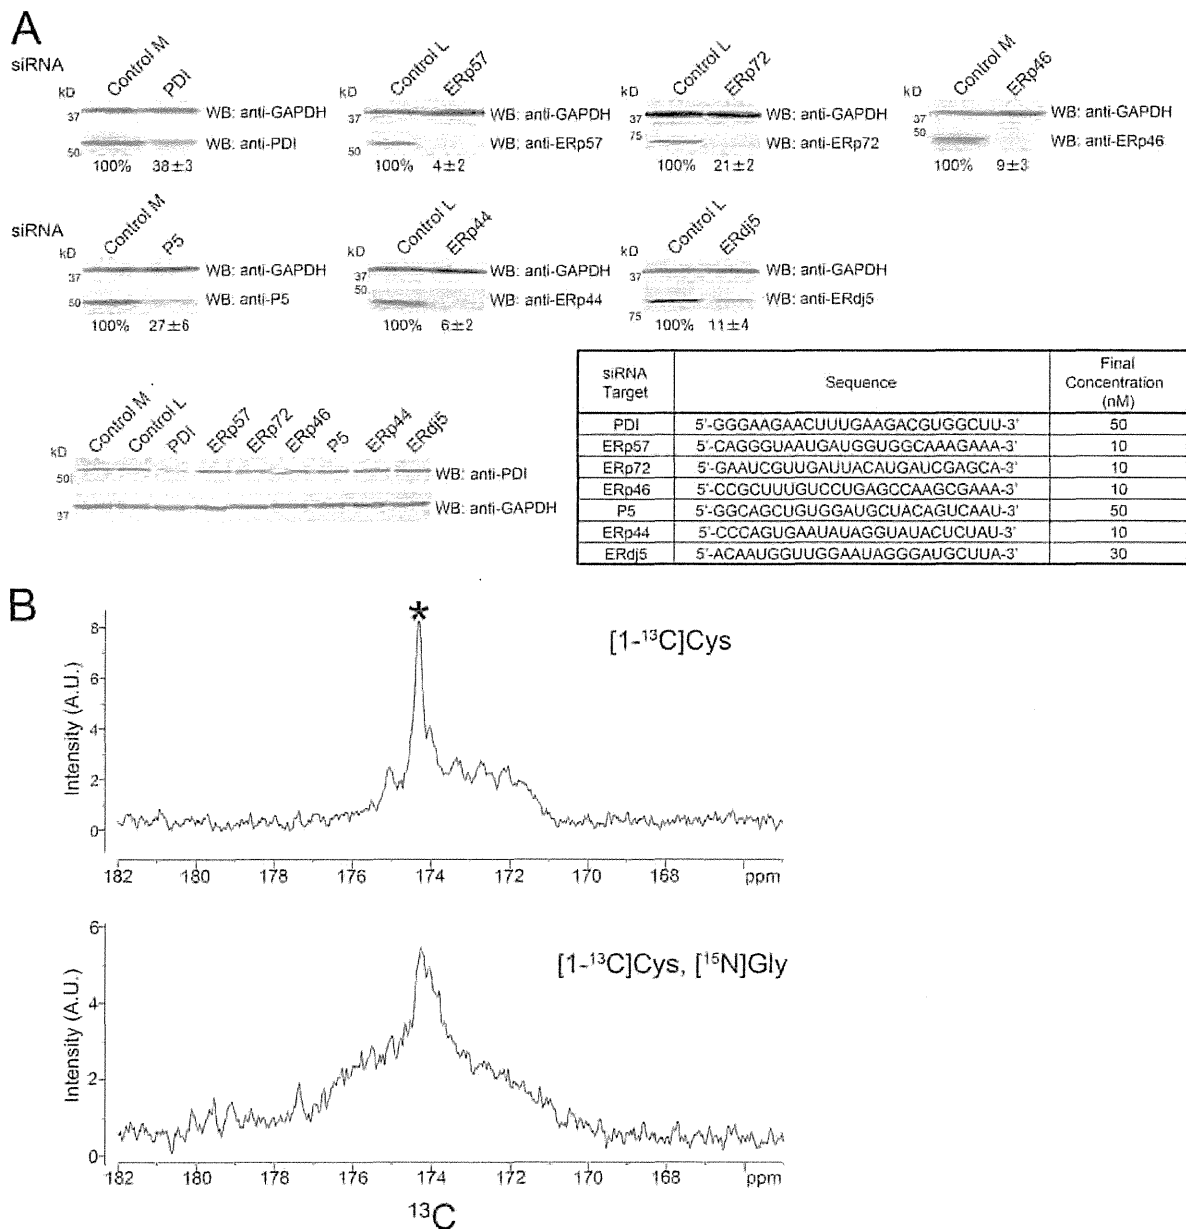 A
siRNA
Control M PDI
kD
37 WB: anti-GAPDH
50 WB: anti-PDI
100% 38±3
Control L ERp57
kD
37 WB: anti-GAPDH
50 WB: anti-ERp57
100% 4±2
Control L ERp72
kD
37 WB: anti-GAPDH
75 WB: anti-ERp72
100% 21±2
Control M ERp46
kD
37 WB: anti-GAPDH
50 WB: anti-ERp46
100% 9±3
siRNA
Control M P5
kD
37 WB: anti-GAPDH
50 WB: anti-P5
100% 27±6
Control L ERp44
kD
37 WB: anti-GAPDH
50 WB: anti-ERp44
100% 6±2
Control L ERdj5
kD
37 WB: anti-GAPDH
WB: anti-ERdj5
75
100% 11±4
Control M Control L PDI ERp57 ERp72 ERp46 P5 ERp44 ERdj5
kD
50 WB: anti-PDI
37 WB: anti-GAPDH
siRNA Target Sequence Final Concentration (nM)
PDI 5'-GGGAAGAACUUUGAAGACGUGGCUU-3' 50
ERp57 5'-CAGGGUAAUGAUGGUGGCAAAGAAA-3' 10
ERp72 5'-GAAUCGUUGAUUACAUGAUCGAGCA-3' 10
ERp46 5'-CCGCUUUGUCCUGAGCCAAGCGAAA-3' 10
P5 5'-GGCAGCUGUGGAUGCUACAGUCAAU-3' 50
ERp44 5'-CCCAGUGAAUAUAGGUAUACUCUAU-3' 10
ERdj5 5'-ACAAUGGUUGGAAUAGGGAUGCUUA-3' 30
B
*
[1-¹³C]Cys
Intensity (A.U.)
8
4
2
0
182 180 178 176 174 172 170 168 ppm
[1-¹³C]Cys, [¹⁵N]Gly
Intensity (A.U.)
6
4
2
0
182 180 178 176 174 172 170 168 ppm
¹³C